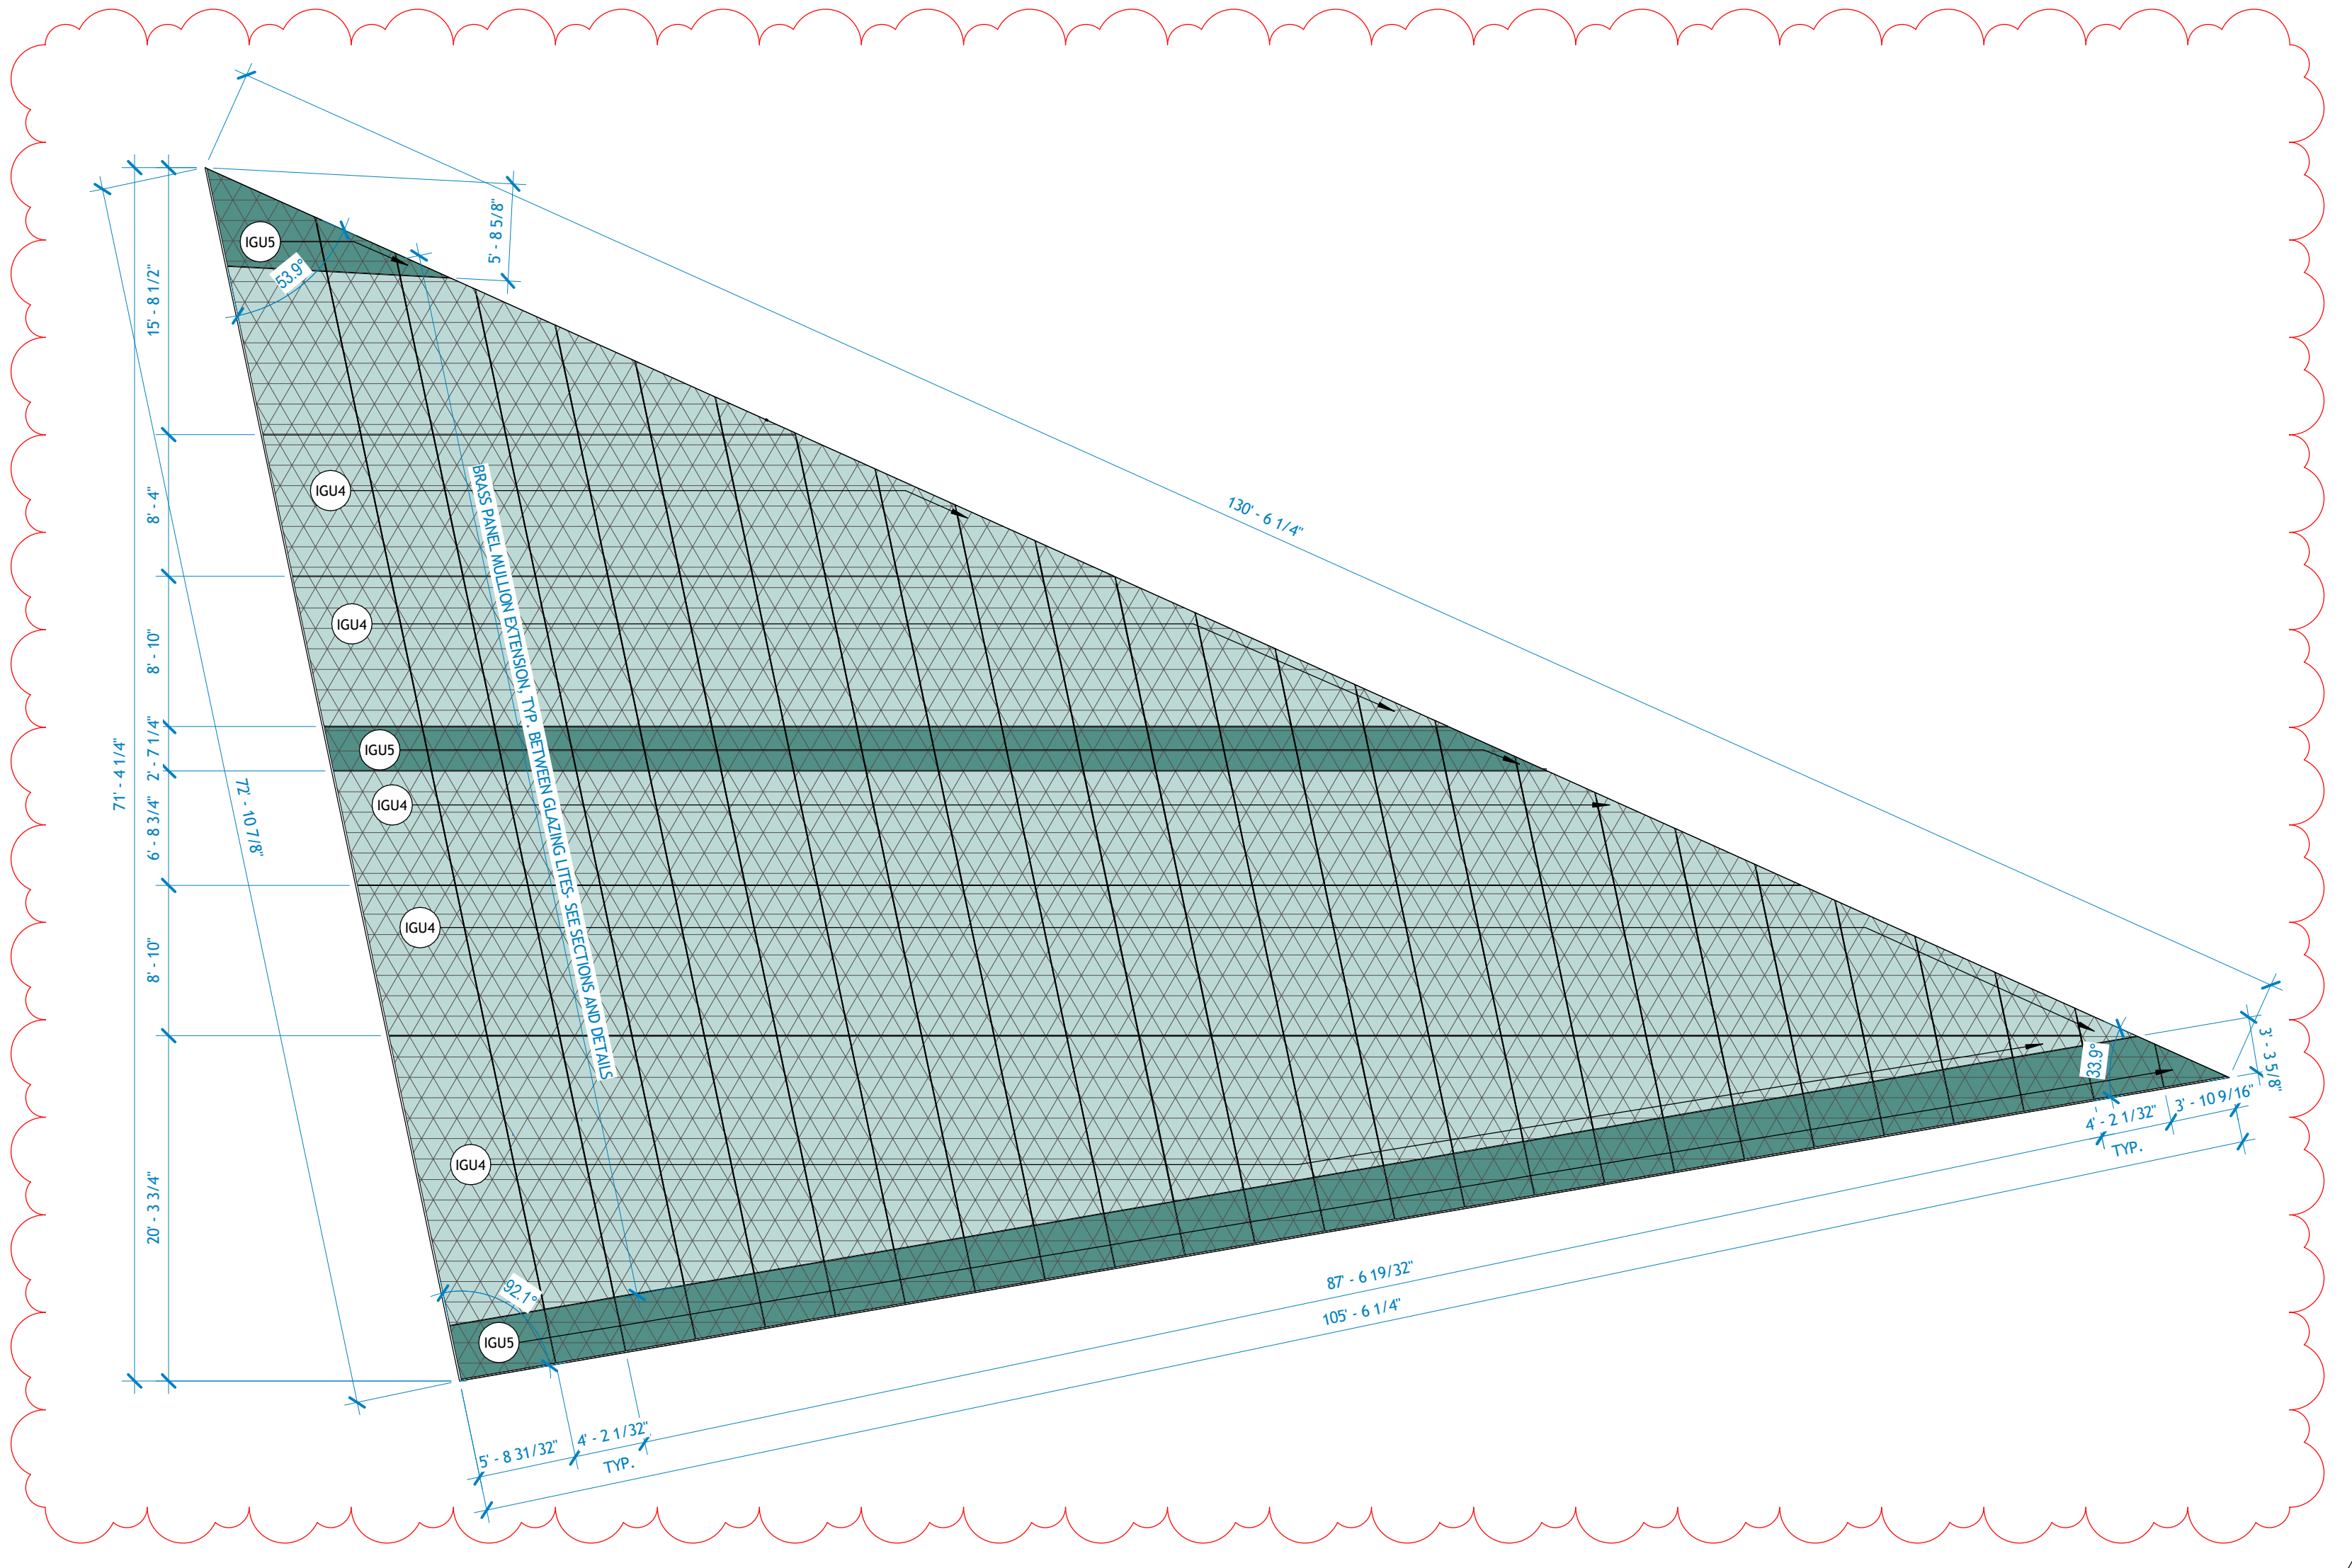 5' - 8 5/8"
IGU5
53.9°
15' - 8 1/2"
130' - 6 1/4"
IGU4
8' - 4"
BRASS PANEL MULLION EXTENSION, TYP. BETWEEN GLAZING LITES- SEE SECTIONS AND DETAILS
IGU4
8' - 10"
2' - 7 1/4"
IGU5
71' - 4 1/4"
72' - 10 7/8"
IGU4
6' - 8 3/4"
IGU4
8' - 10"
33.9°
3' - 3 5/8"
3' - 10 9/16"
4' - 2 1/32"
TYP.
IGU4
20' - 3 3/4"
92.1°
87' - 6 19/32"
105' - 6 1/4"
IGU5
4' - 2 1/32"
TYP.
5' - 8 31/32"